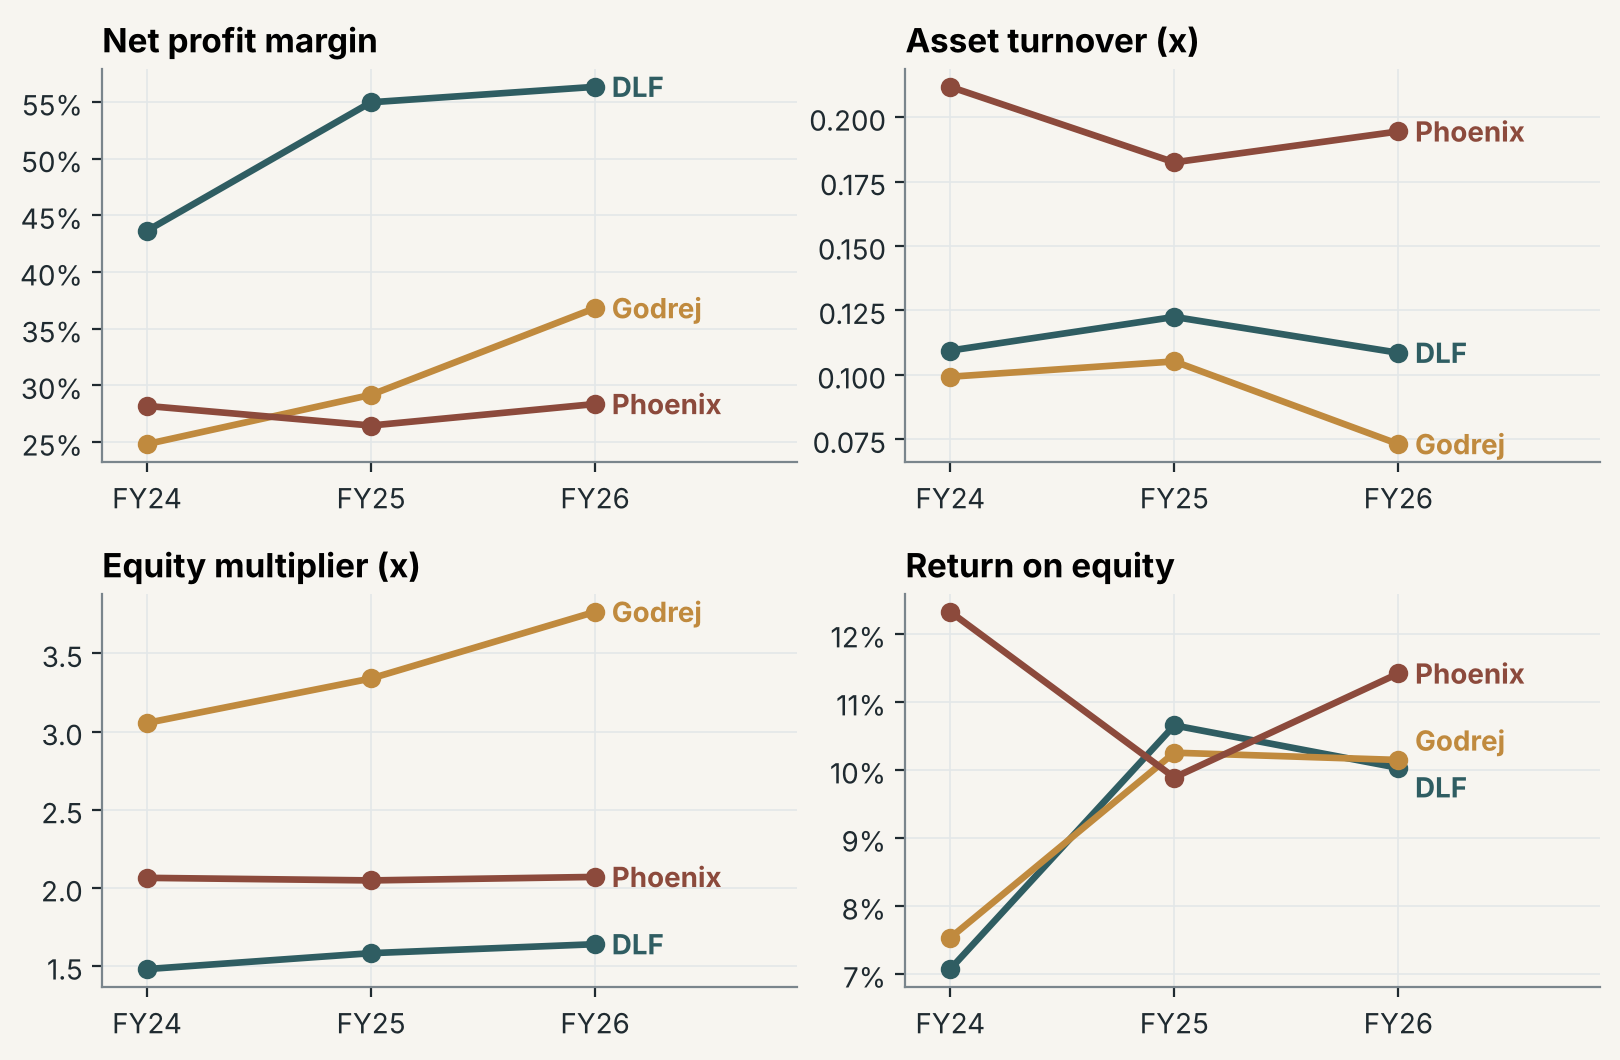 Net profit margin
55%
50%
45%
40%
35%
30%
25%
DLF
Godrej
Phoenix
FY24 FY25 FY26
Asset turnover (x)
0.200
0.175
0.150
0.125
0.100
0.075
Phoenix
DLF
Godrej
FY24 FY25 FY26
Equity multiplier (x)
3.5
3.0
2.5
2.0
1.5
Godrej
Phoenix
DLF
FY24 FY25 FY26
Return on equity
12%
11%
10%
9%
8%
7%
Phoenix
Godrej
DLF
FY24 FY25 FY26